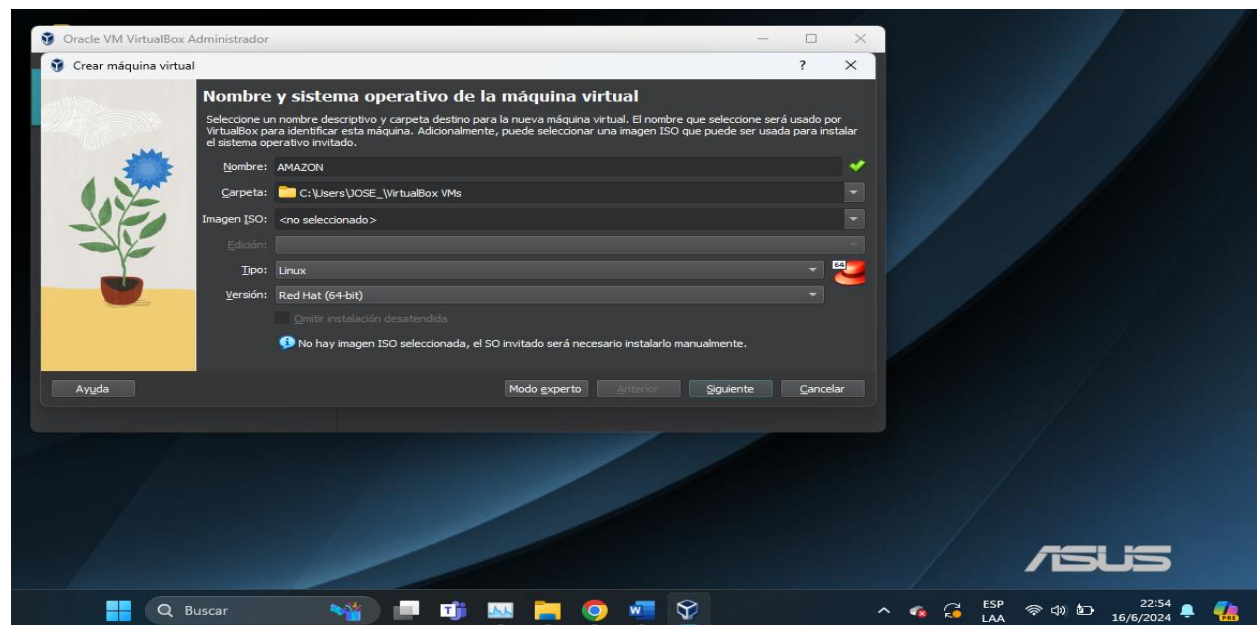 Oracle VM VirtualBox Administrador
Crear máquina virtual
?
Nombre y sistema operativo de la máquina virtual
Seleccione un nombre descriptivo y carpeta destino para la nueva máquina virtual. El nombre que seleccione será usado por
VirtualBox para identificar esta máquina. Adicionalmente, puede seleccionar una imagen ISO que puede ser usada para instalar
el sistema operativo invitado.
Nombre: AMAZON
Carpeta: C:\Users\JOSE_\VirtualBox VMs
Imagen ISO: <no seleccionado>
Edición:
Tipo: Linux
64
Versión: Red Hat (64-bit)
Omitir instalación desatendida
No hay imagen ISO seleccionada, el SO invitado será necesario instalarlo manualmente.
Ayuda Modo experto Anterior Siguiente Cancelar
ASUS
Buscar
ESP
LAA
22:54
16/6/2024
PRE